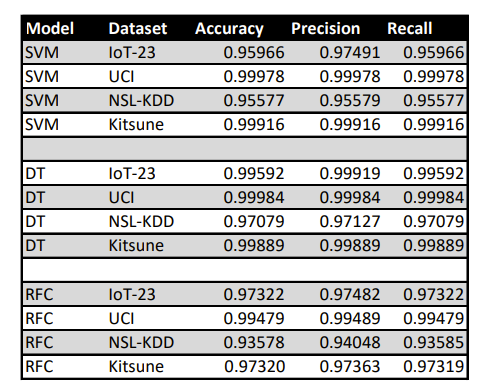 Model Dataset Accuracy Precision Recall
SVM IoT-23 0.95966 0.97491 0.95966
SVM UCI 0.99978 0.99978 0.99978
SVM NSL-KDD 0.95577 0.95579 0.95577
SVM Kitsune 0.99916 0.99916 0.99916
DT IoT-23 0.99592 0.99919 0.99592
DT UCI 0.99984 0.99984 0.99984
DT NSL-KDD 0.97079 0.97127 0.97079
DT Kitsune 0.99889 0.99889 0.99889
RFC IoT-23 0.97322 0.97482 0.97322
RFC UCI 0.99479 0.99489 0.99479
RFC NSL-KDD 0.93578 0.94048 0.93585
RFC Kitsune 0.97320 0.97363 0.97319